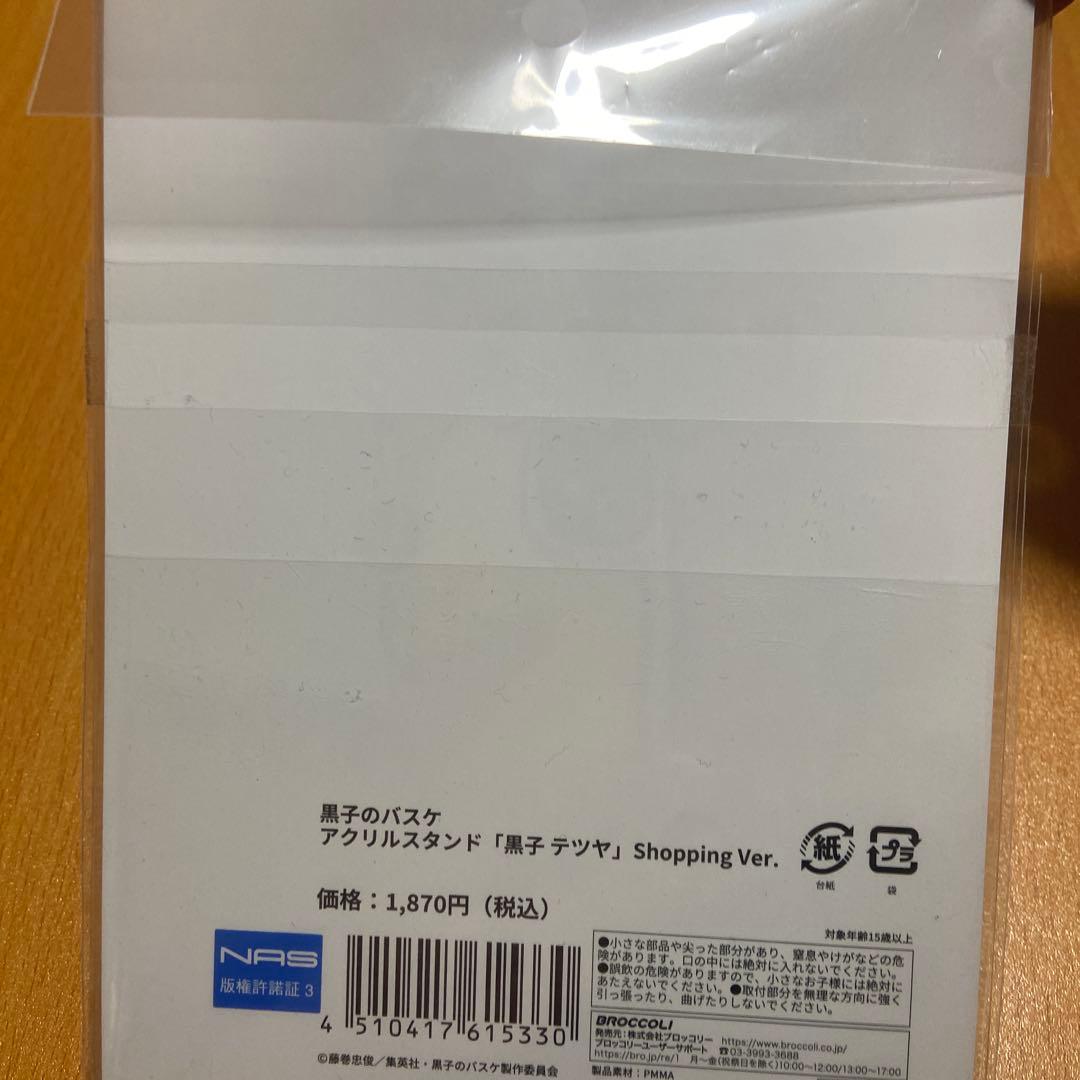 黒子のバスケ
アクリルスタンド「黒子 テツヤ」Shopping Ver.
紙
台紙
プラ
袋
価格：1,870円（税込）
対象年齢15歳以上
NAS
版権許諾証 3
4 510417 615330
●小さな部品や尖った部分があり、窒息やけがなどの危
険があります。口の中には絶対に入れないでください。
●誤飲の危険がありますので、小さなお子様には絶対に
あたえないでください。●取付部分を無理な方向に強く
引っ張ったり、曲げたりしないでください。
BROCCOLI
発売元：株式会社ブロッコリー https://www.broccoli.co.jp/
ブロッコリーユーザーサポート ☎03-3993-3688
https://bro.jp/re/1 月～金(祝祭日を除く)10:00～12:00/13:00～17:00
製品素材：PMMA
©藤巻忠俊／集英社・黒子のバスケ製作委員会